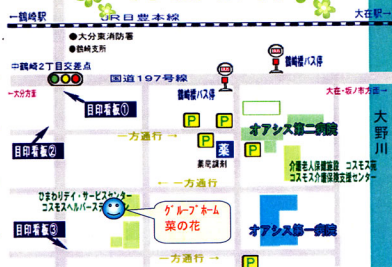 ←鶴崎駅
JR日豊本線
大在駅→
●大分東消防署
●鶴崎支所
鶴崎橋バス停
中鶴崎2丁目交差点
国道197号線
←大分方面
鶴崎橋バス停
大在・坂ノ市方面→
目印看板①
P
P
P
P
オアシス第二病院
大野川
一方通行→
目印看板②
薬
薬局調剤
介護老人保健施設 コスモス苑
コスモス介護保険支援センター
←一方通行
ひまわりデイ・サービスセンター
コスモスヘルパーステーション
グループホーム
菜の花
目印看板③
オアシス第一病院
一方通行→
P